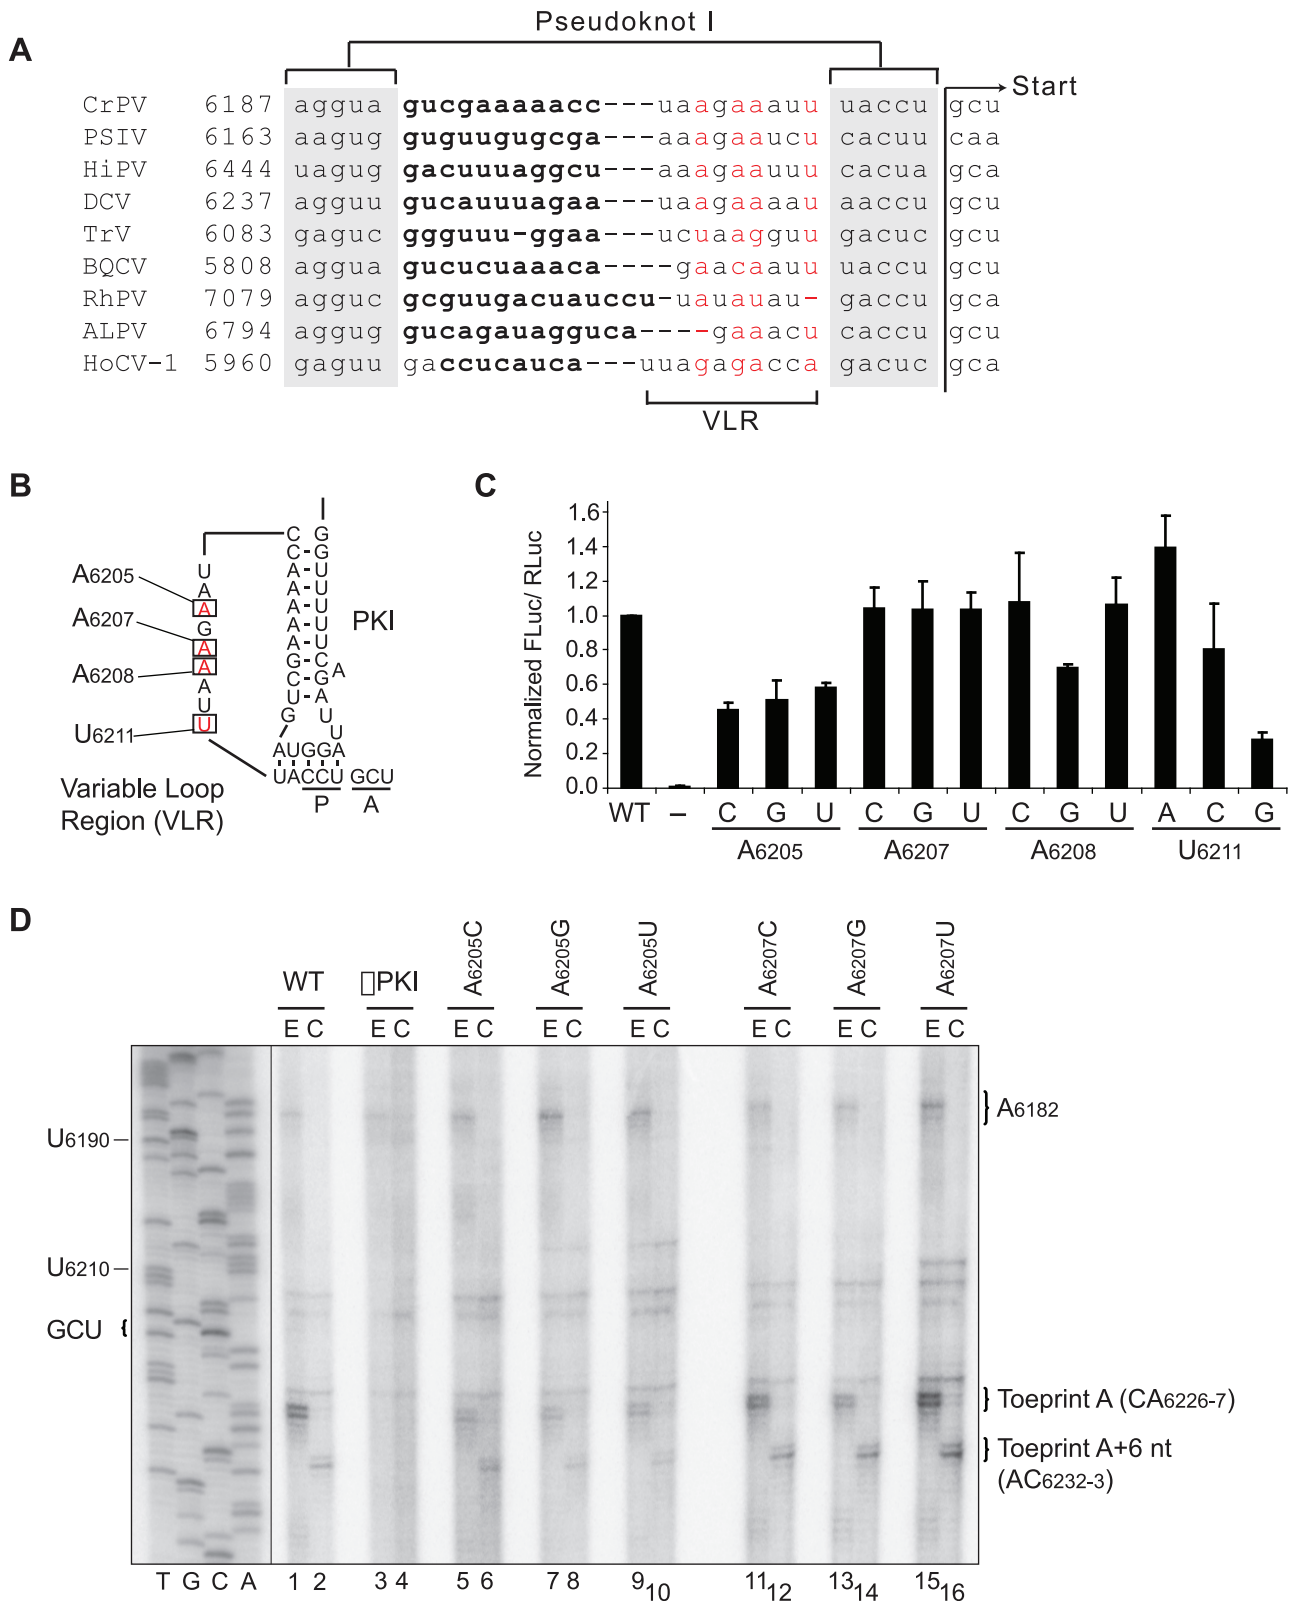 A
Pseudoknot I
Start
CrPV 6187 aggua gucgaaaaacc---uaagaaauu uaccu gcu
PSIV 6163 aagug guguugugcga---aaagaaucu cacuu caa
HiPV 6444 uagug gacuuuaggcu---aaagaauuu cacua gca
DCV 6237 agguu gucauuuagaa---uaagaaaau aaccu gcu
TrV 6083 gaguc ggguuu-ggaa---ucuaagguu gacuc gcu
BQCV 5808 aggua gucucuaaaca----gaacaauu uaccu gcu
RhPV 7079 agguc gcguugacuauccu-uauauau- gaccu gca
ALPV 6794 aggug gucagauagguca----gaaacu caccu gcu
HoCV-1 5960 gaguu gaccucauca---uuagagacca gacuc gca
VLR
B
A6205
A6207
A6208
U6211
U
A
A
G
A
A
A
U
U
Variable Loop
Region (VLR)
C G
C-G
A-U
A-U
A-U
A-U
A-U
G-C
C-G A
U A
G U
U
AUGGA
UACCU GCU
P A
PKI
C
Normalized FLuc/ RLuc
1.6
1.4
1.2
1.0
0.8
0.6
0.4
0.2
0.0
WT – C G U C G U C G U A C G
A6205 A6207 A6208 U6211
D
WT ▯PKI A6205C A6205G A6205U A6207C A6207G A6207U
E C E C E C E C E C E C E C E C
U6190
U6210
GCU
A6182
Toeprint A (CA6226-7)
Toeprint A+6 nt
(AC6232-3)
T G C A 1 2 3 4 5 6 7 8 9 10 11 12 13 14 15 16